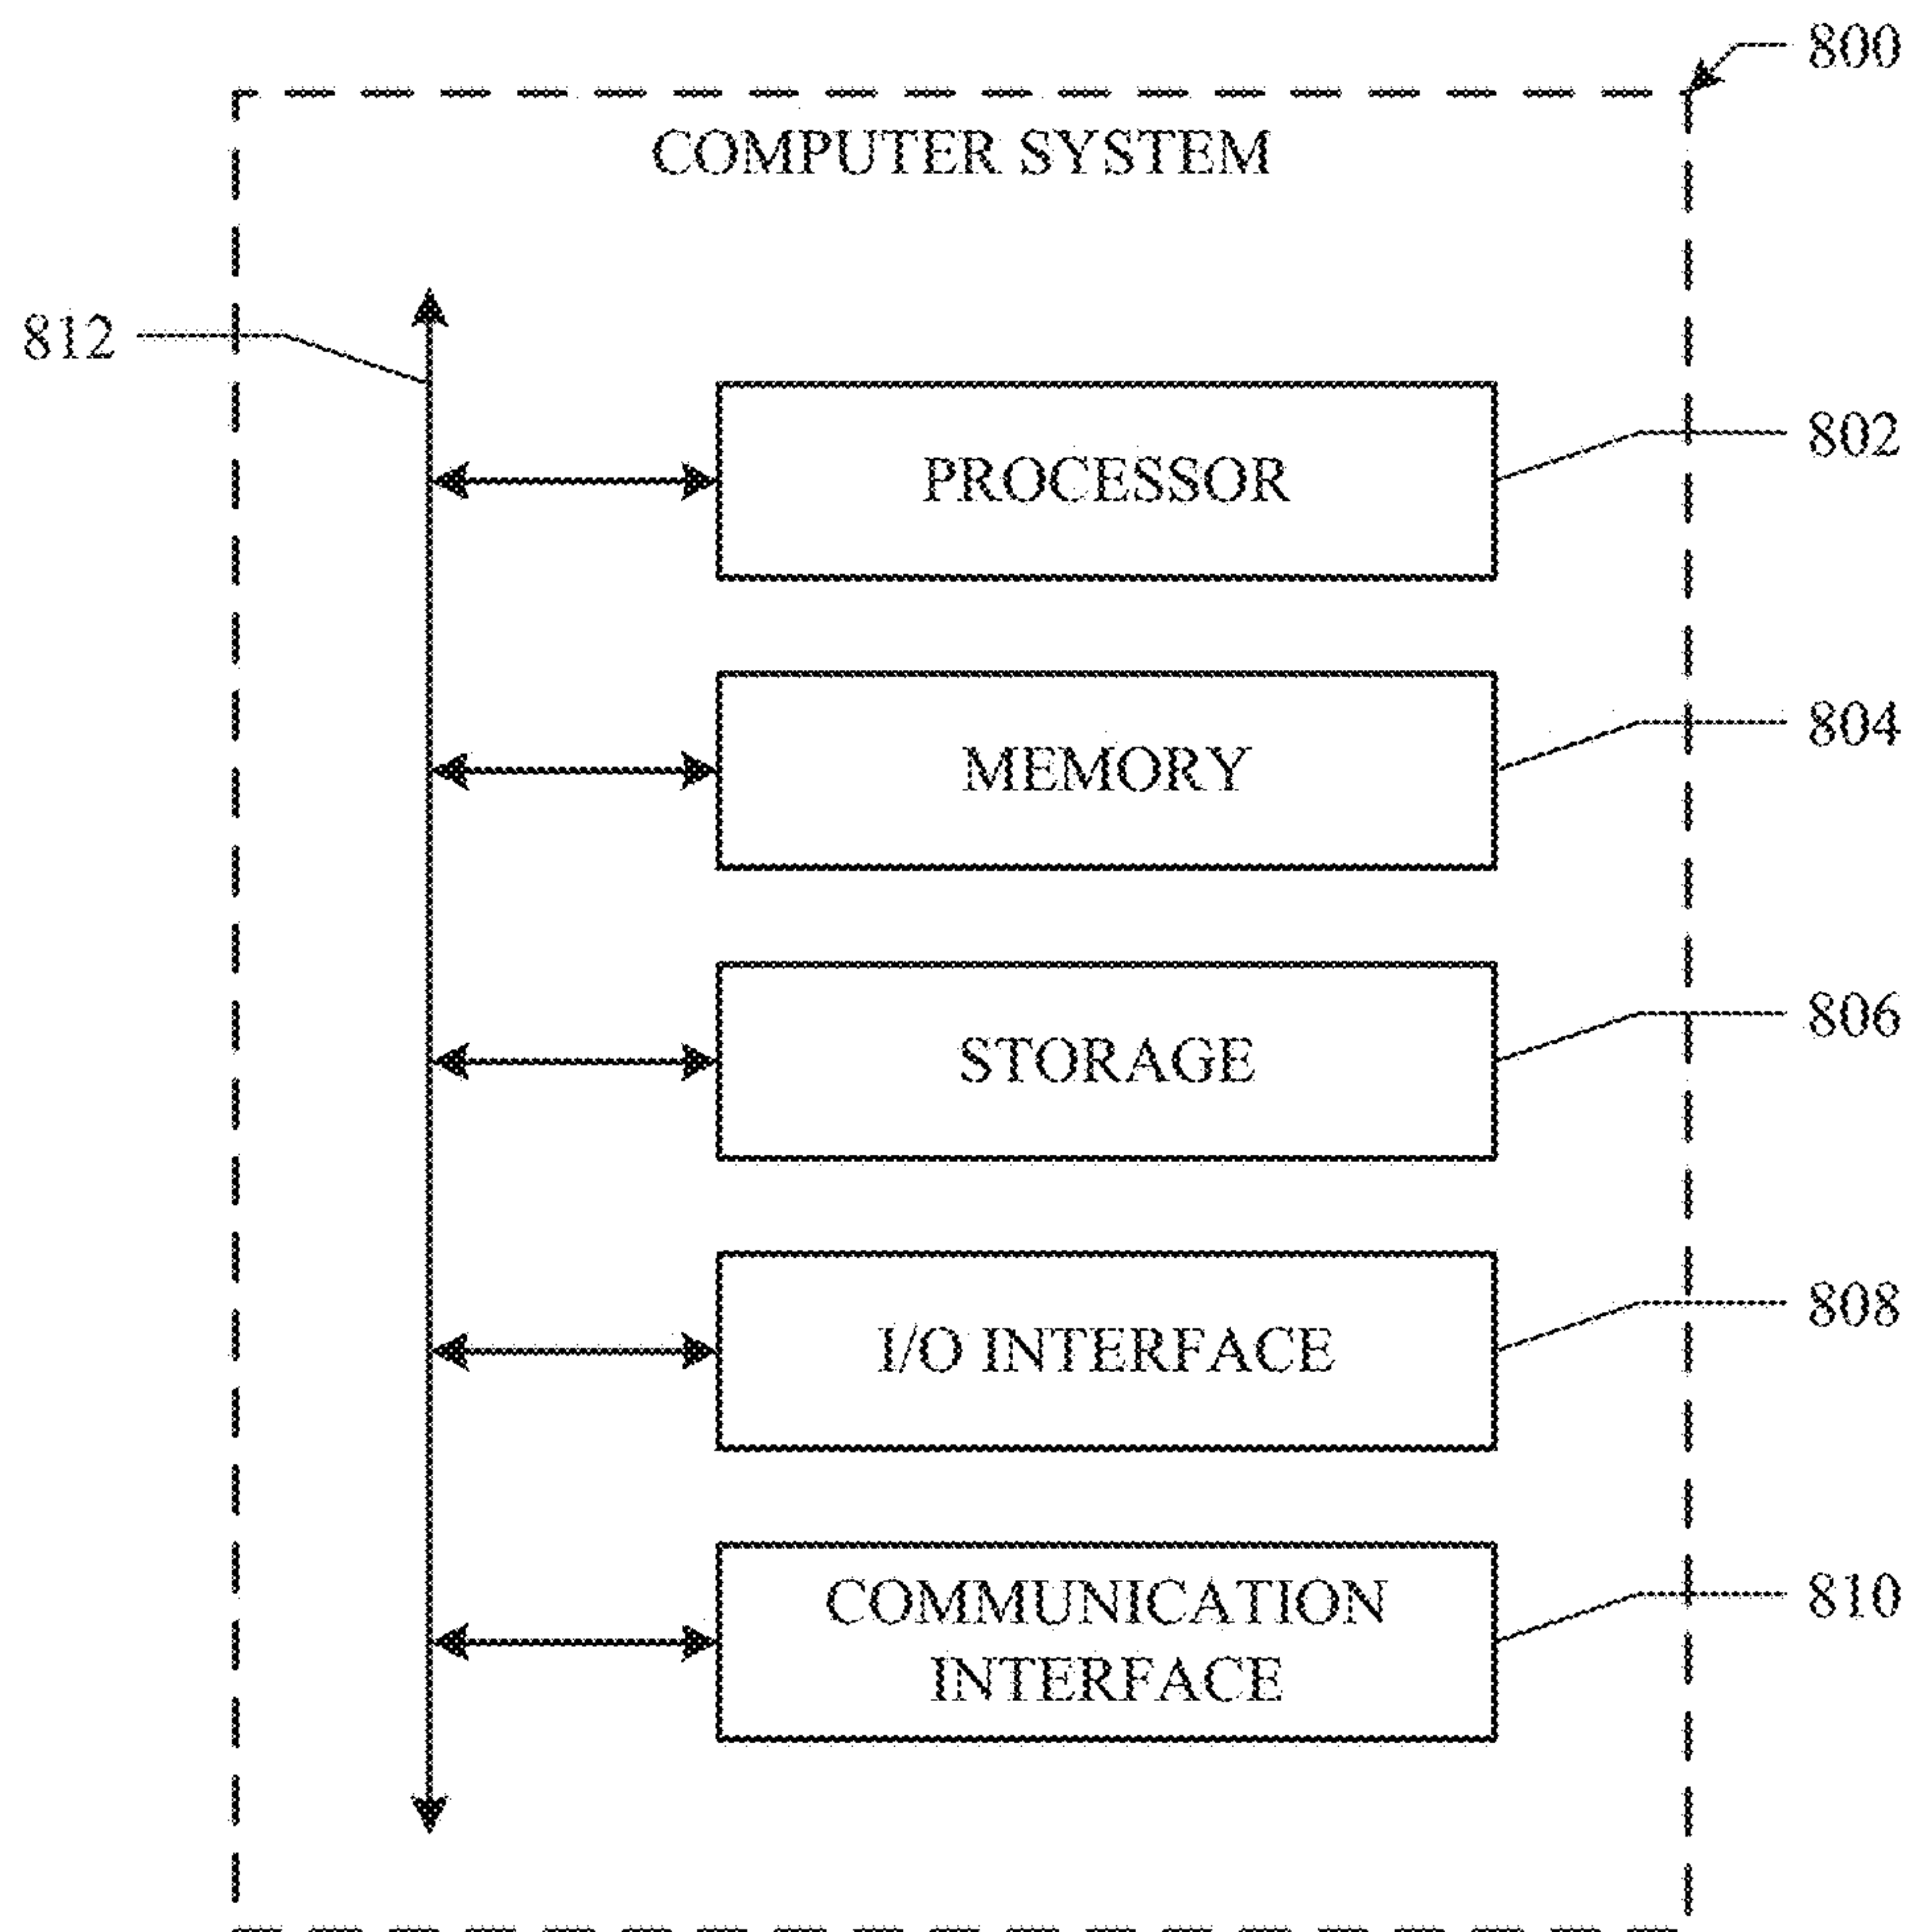 800
COMPUTER SYSTEM
812
802
PROCESSOR
804
MEMORY
806
STORAGE
808
I/O INTERFACE
810
COMMUNICATION
INTERFACE